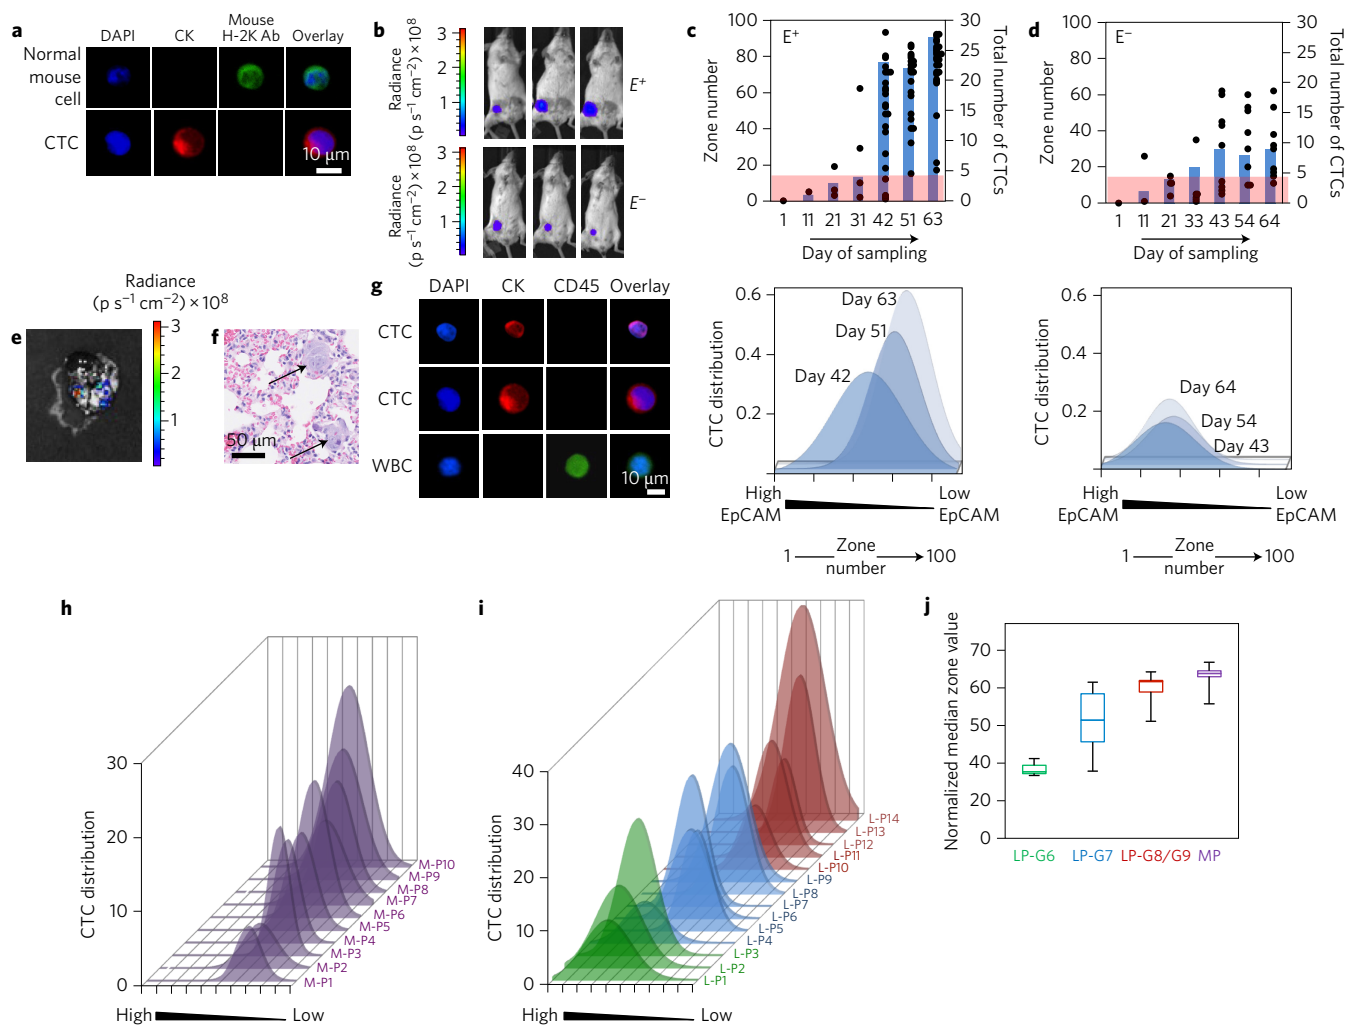 a
DAPI CK Mouse H-2K Ab Overlay
Normal mouse cell
CTC
10 μm
b
Radiance (p s⁻¹ cm⁻²) × 10⁸
3
2
1
E⁺
Radiance (p s⁻¹ cm⁻²) × 10⁸
3
2
1
E⁻
c
E⁺
Zone number
100
80
60
40
20
0
Total number of CTCs
30
25
20
15
10
5
0
1 11 21 31 42 51 63
Day of sampling
CTC distribution
0.6
0.4
0.2
Day 63
Day 51
Day 42
High EpCAM
Low EpCAM
1 Zone number 100
d
E⁻
Zone number
100
80
60
40
20
0
Total number of CTCs
30
25
20
15
10
5
0
1 11 21 33 43 54 64
Day of sampling
CTC distribution
0.6
0.4
0.2
Day 64
Day 54
Day 43
High EpCAM
Low EpCAM
1 Zone number 100
e
Radiance
(p s⁻¹ cm⁻²) × 10⁸
3
2
1
f
50 μm
g
DAPI CK CD45 Overlay
CTC
CTC
WBC
10 μm
h
CTC distribution
30
20
10
0
M-P10
M-P9
M-P8
M-P7
M-P6
M-P5
M-P4
M-P3
M-P2
M-P1
High Low
i
CTC distribution
40
30
20
10
0
L-P14
L-P13
L-P12
L-P11
L-P10
L-P9
L-P8
L-P7
L-P6
L-P5
L-P4
L-P3
L-P2
L-P1
High Low
j
Normalized median zone value
70
60
50
40
20
0
LP-G6 LP-G7 LP-G8/G9 MP